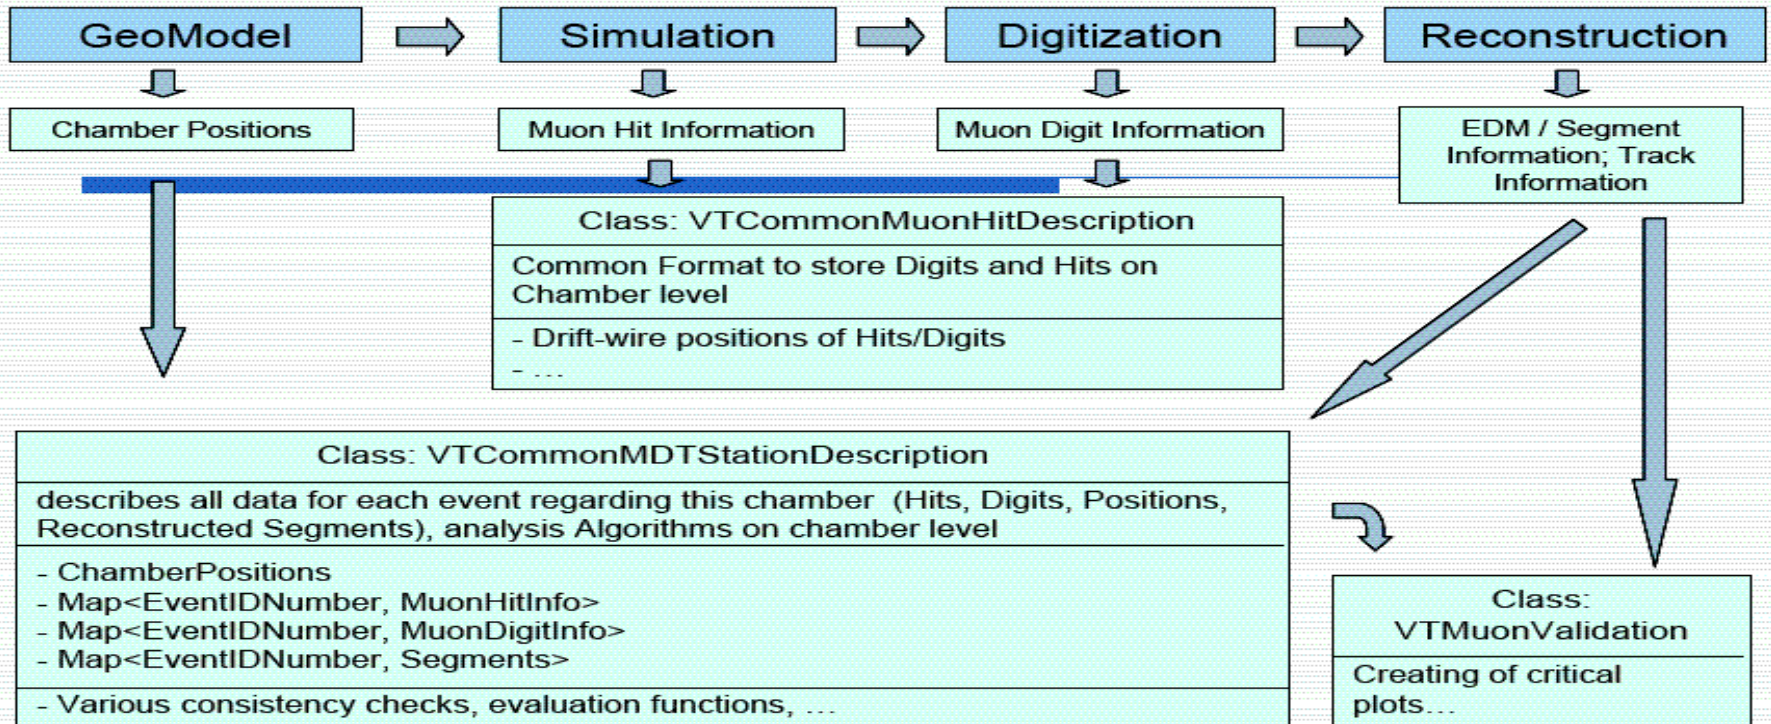 GeoModel
Simulation
Digitization
Reconstruction
Chamber Positions
Muon Hit Information
Muon Digit Information
EDM / Segment
Information; Track
Information
Class: VTCommonMuonHitDescription
Common Format to store Digits and Hits on
Chamber level
- Drift-wire positions of Hits/Digits
- ...
Class: VTCommonMDTStationDescription
describes all data for each event regarding this chamber (Hits, Digits, Positions,
Reconstructed Segments), analysis Algorithms on chamber level
- ChamberPositions
- Map<EventIDNumber, MuonHitInfo>
- Map<EventIDNumber, MuonDigitInfo>
- Map<EventIDNumber, Segments>
- Various consistency checks, evaluation functions, ...
Class:
VTMuonValidation
Creating of critical
plots...